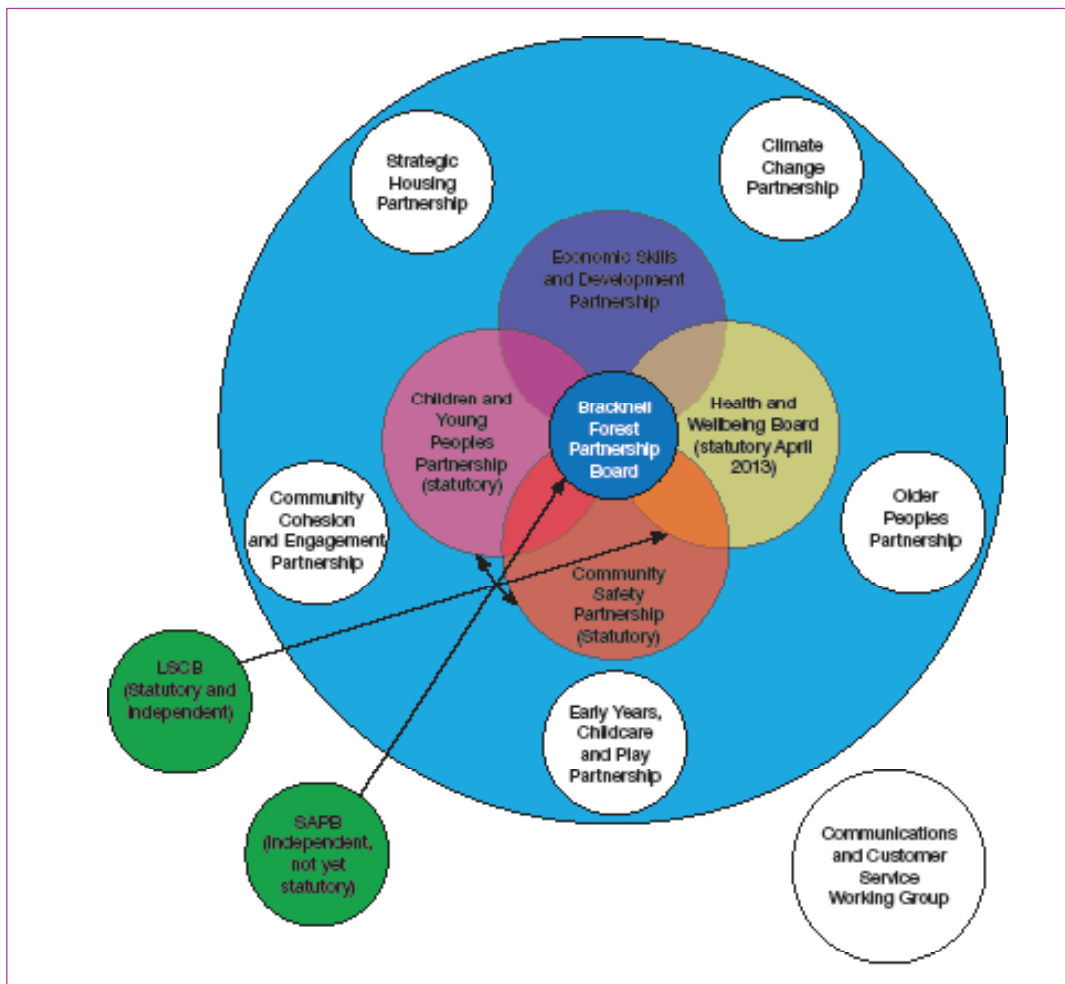 Strategic
Housing
Partnership
Climate
Change
Partnership
Economic Skills
and Development
Partnership
Children and
Young
Peoples
Partnership
(statutory)
Bracknell
Forest
Partnership
Board
Health and
Wellbeing Board
(statutory April
2013)
Community
Cohesion
and Engagement
Partnership
Older
Peoples
Partnership
Community
Safety
Partnership
(Statutory)
LSCB
(Statutory and
Independent)
Early Years,
Childcare
and Play
Partnership
SAPB
(Independent,
not yet
statutory)
Communications
and Customer
Service
Working Group